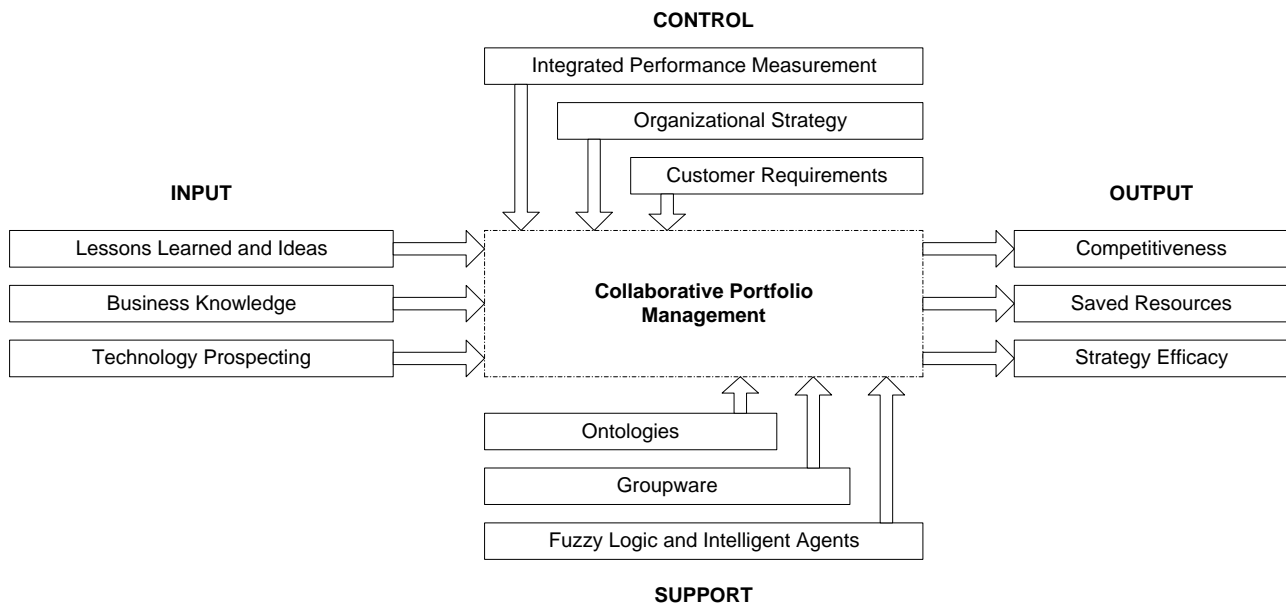 CONTROL
Integrated Performance Measurement
Organizational Strategy
Customer Requirements
INPUT
OUTPUT
Lessons Learned and Ideas
Business Knowledge
Technology Prospecting
Collaborative Portfolio
Management
Competitiveness
Saved Resources
Strategy Efficacy
Ontologies
Groupware
Fuzzy Logic and Intelligent Agents
SUPPORT